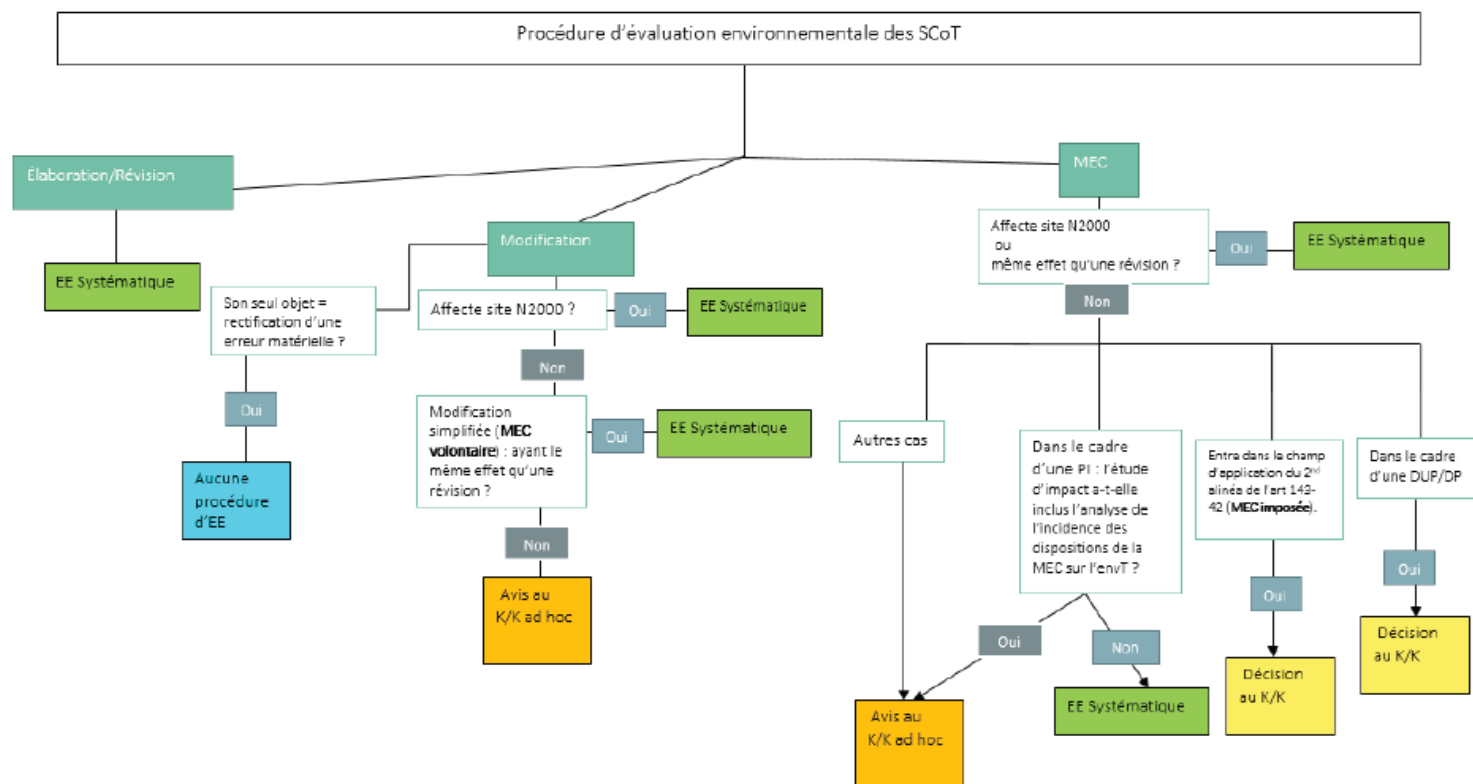 Procédure d'évaluation environnementale des SCoT
Élaboration/Révision
EE Systématique
Modification
Son seul objet =
rectification d'une
erreur matérielle ?
Oui
Aucune
procédure
d'EE
Affecte site N2000 ?
Oui
EE Systématique
Non
Modification
simplifiée (MEC
volontaire) : ayant le
même effet qu'une
révision ?
Oui
EE Systématique
Non
Avis au
K/K ad hoc
MEC
Affecte site N2000
ou
même effet qu'une révision ?
Oui
EE Systématique
Non
Autres cas
Dans le cadre
d'une PI : l'étude
d'impact a-t-elle
inclus l'analyse de
l'incidence des
dispositions de la
MEC sur l'envT ?
Oui
Non
Avis au
K/K ad hoc
EE Systématique
Entra dans le champ
d'application du 2nd
alinéa de l'art 143-
42 (MEC imposée).
Oui
Décision
au K/K
Dans le cadre
d'une DUP/DP
Oui
Décision
au K/K